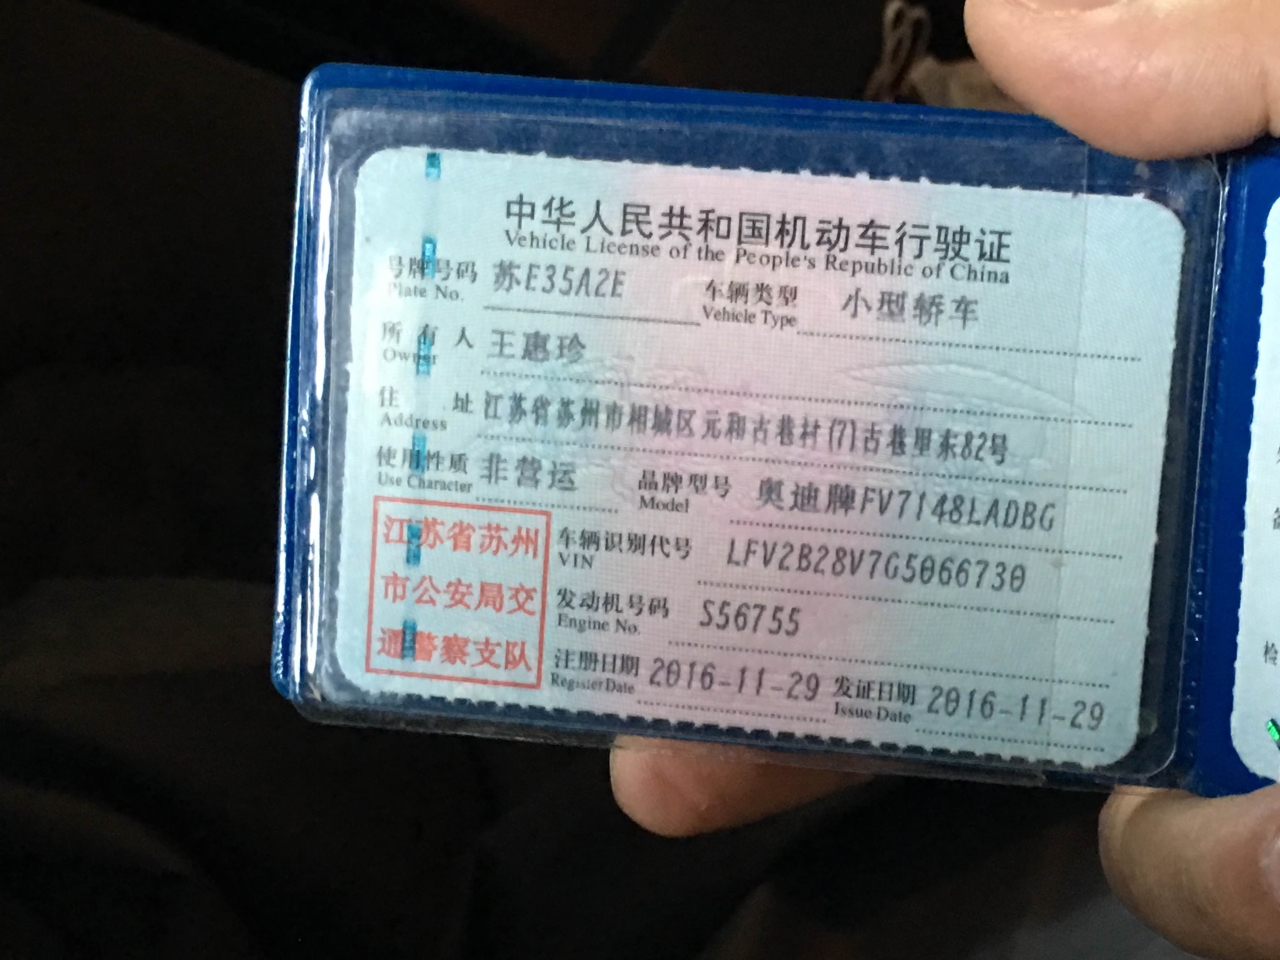 中华人民共和国机动车行驶证
Vehicle License of the People's Republic of China
号牌号码 苏E35A2E 车辆类型 小型轿车
Plate No. Vehicle Type
所有人 王惠珍
Owner
住址 江苏省苏州市相城区元和古巷村(7)古巷里东82号
Address
使用性质 非营运 品牌型号 奥迪牌FV7148LADBG
Use Character Model
江苏省苏州
市公安局交
通警察支队
车辆识别代号 LFV2B28V7G5066730
VIN
发动机号码 S56755
Engine No.
注册日期 2016-11-29 发证日期 2016-11-29
Register Date Issue Date